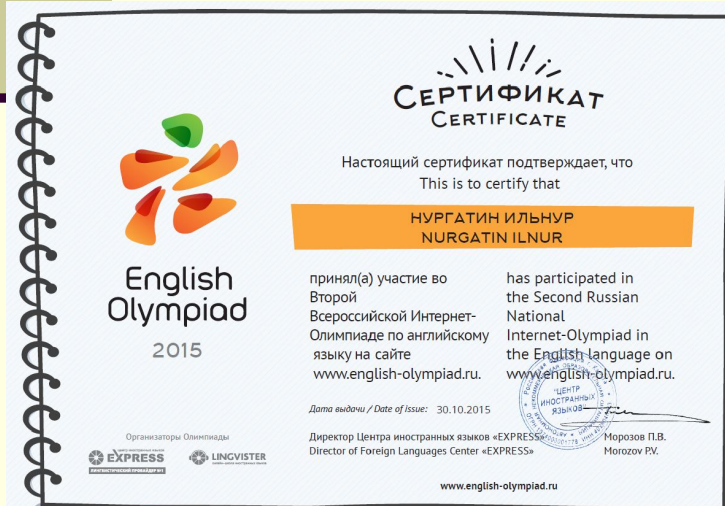 СЕРТИФИКАТ
CERTIFICATE
Настоящий сертификат подтверждает, что
This is to certify that
НУРГАТИН ИЛЬНУР
NURGATIN ILNUR
English
Olympiad
2015
принял(а) участие во
Второй
Всероссийской Интернет-
Олимпиаде по английскому
языку на сайте
www.english-olympiad.ru.
has participated in
the Second Russian
National
Internet-Olympiad in
the English language on
www.english-olympiad.ru.
Дата выдачи / Date of issue: 30.10.2015
"ЦЕНТР
ИНОСТРАННЫХ
ЯЗЫКОВ"
Организаторы Олимпиады
EXPRESS
LINGVISTER
Директор Центра иностранных языков «EXPRESS»
Director of Foreign Languages Center «EXPRESS»
Морозов П.В.
Morozov P.V.
www.english-olympiad.ru